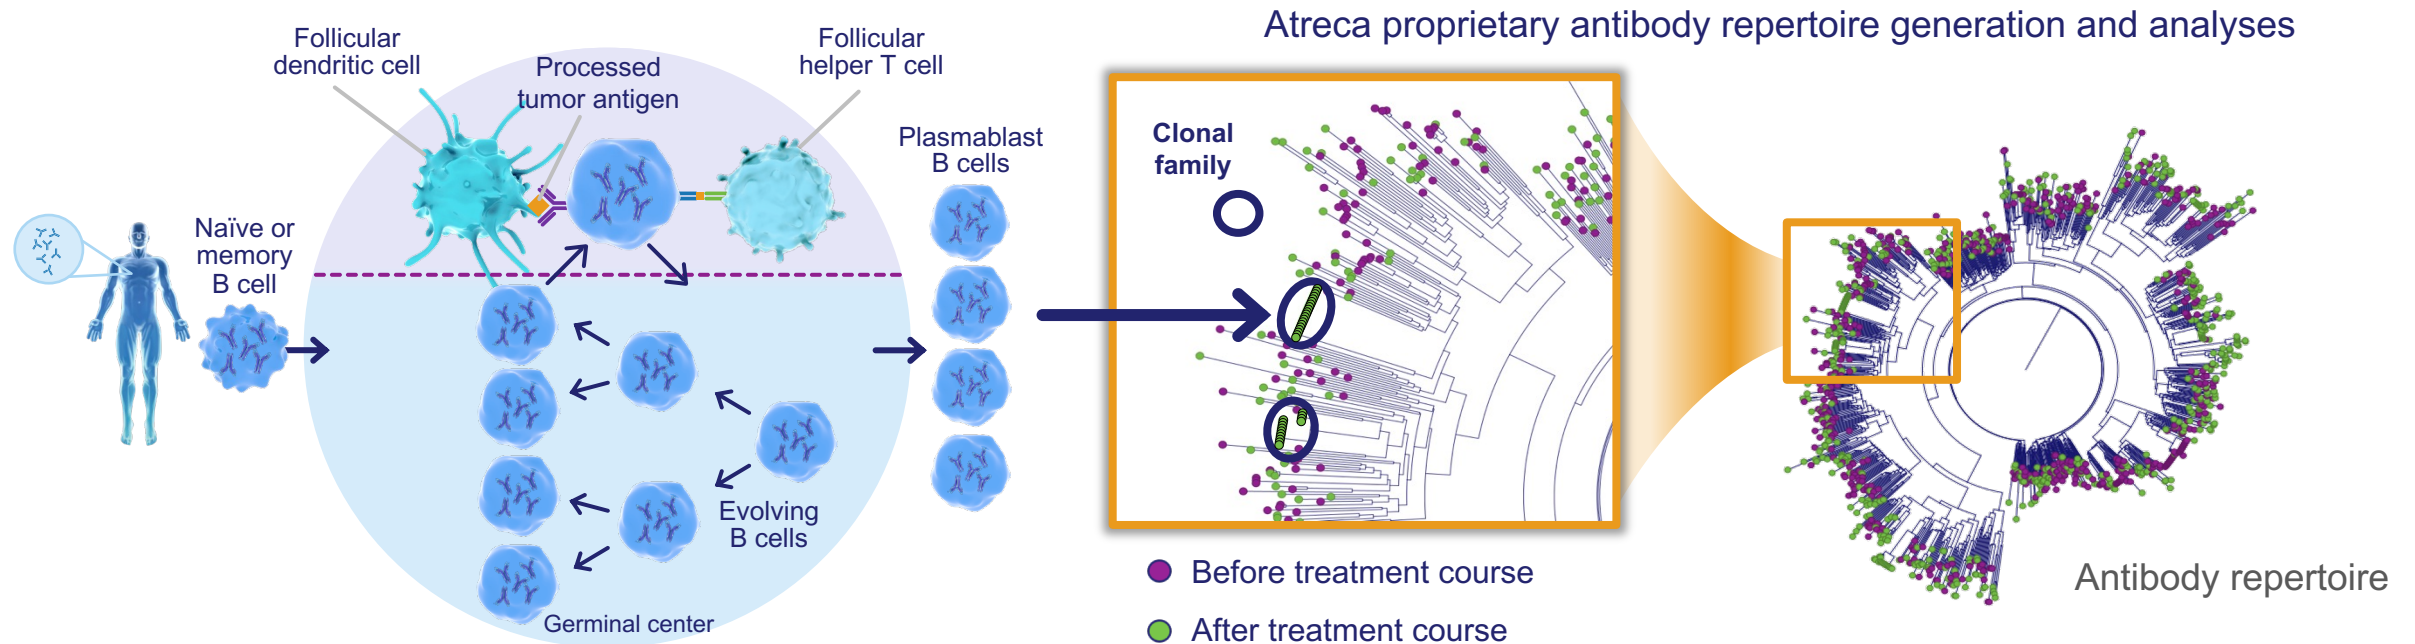 Atreca proprietary antibody repertoire generation and analyses
Follicular
dendritic cell
Processed
tumor antigen
Follicular
helper T cell
Plasmablast
B cells
Naïve or
memory
B cell
Evolving
B cells
Germinal center
Clonal
family
Before treatment course
After treatment course
Antibody repertoire